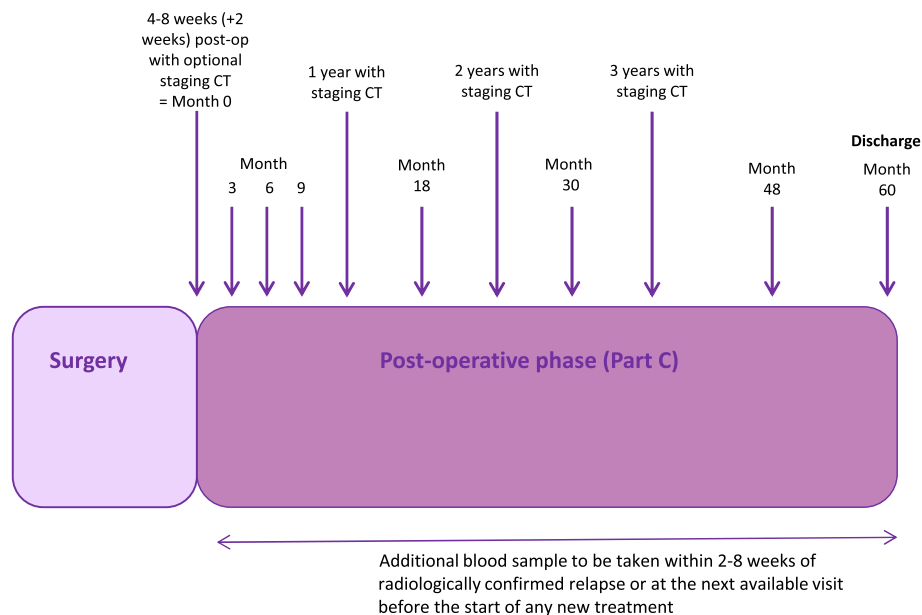 4-8 weeks (+2
weeks) post-op
with optional
staging CT
= Month 0
1 year with
staging CT
2 years with
staging CT
3 years with
staging CT
Month
3 6 9
Month
18
Month
30
Month
48
Discharge
Month
60
Surgery
Post-operative phase (Part C)
Additional blood sample to be taken within 2-8 weeks of
radiologically confirmed relapse or at the next available visit
before the start of any new treatment